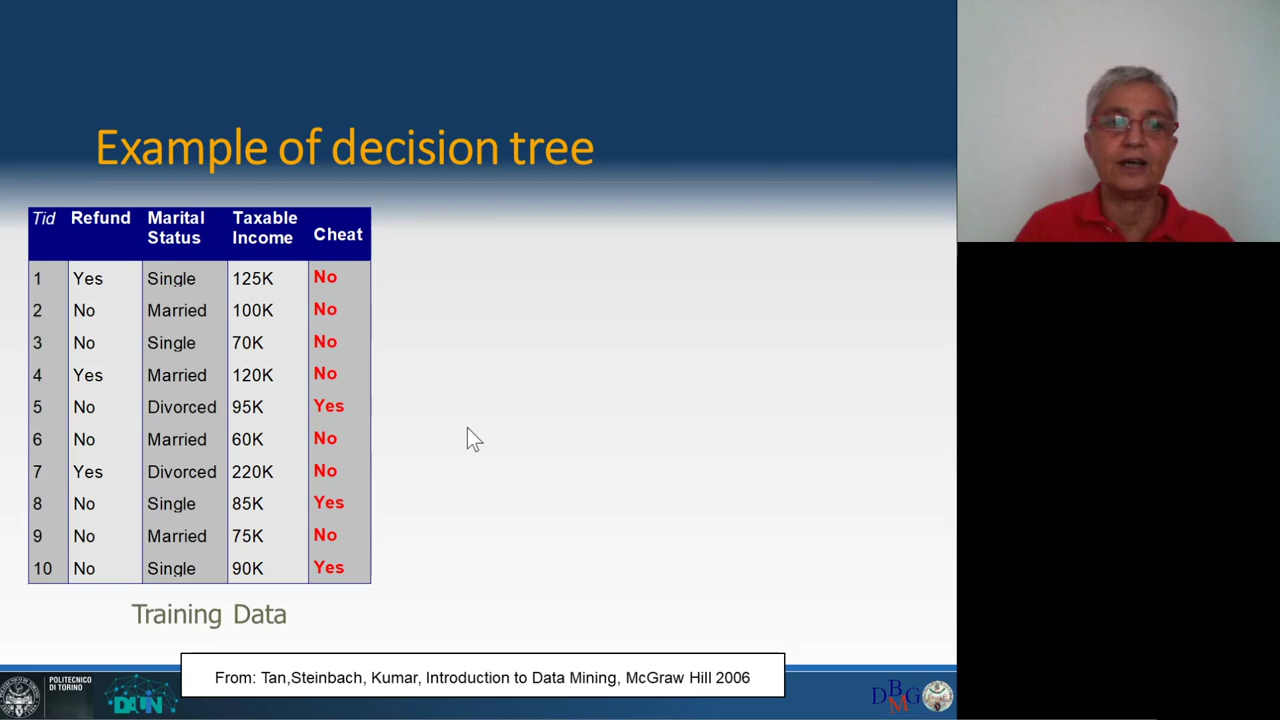 Example of decision tree
Tid Refund Marital Status Taxable Income Cheat
1 Yes Single 125K No
2 No Married 100K No
3 No Single 70K No
4 Yes Married 120K No
5 No Divorced 95K Yes
6 No Married 60K No
7 Yes Divorced 220K No
8 No Single 85K Yes
9 No Married 75K No
10 No Single 90K Yes
Training Data
From: Tan,Steinbach, Kumar, Introduction to Data Mining, McGraw Hill 2006
POLITECNICO
DI TORINO
DAUIN
DBMG